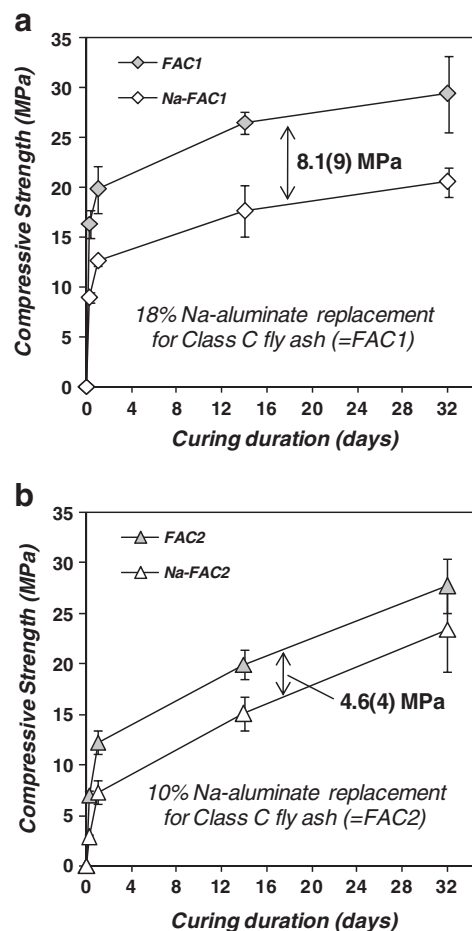 a
Compressive Strength (MPa)
35
30
25
20
15
10
5
0
FAC1
Na-FAC1
8.1(9) MPa
18% Na-aluminate replacement
for Class C fly ash (=FAC1)
0 4 8 12 16 20 24 28 32
Curing duration (days)
b
Compressive Strength (MPa)
35
30
25
20
15
10
5
0
FAC2
Na-FAC2
4.6(4) MPa
10% Na-aluminate replacement
for Class C fly ash (=FAC2)
0 4 8 12 16 20 24 28 32
Curing duration (days)